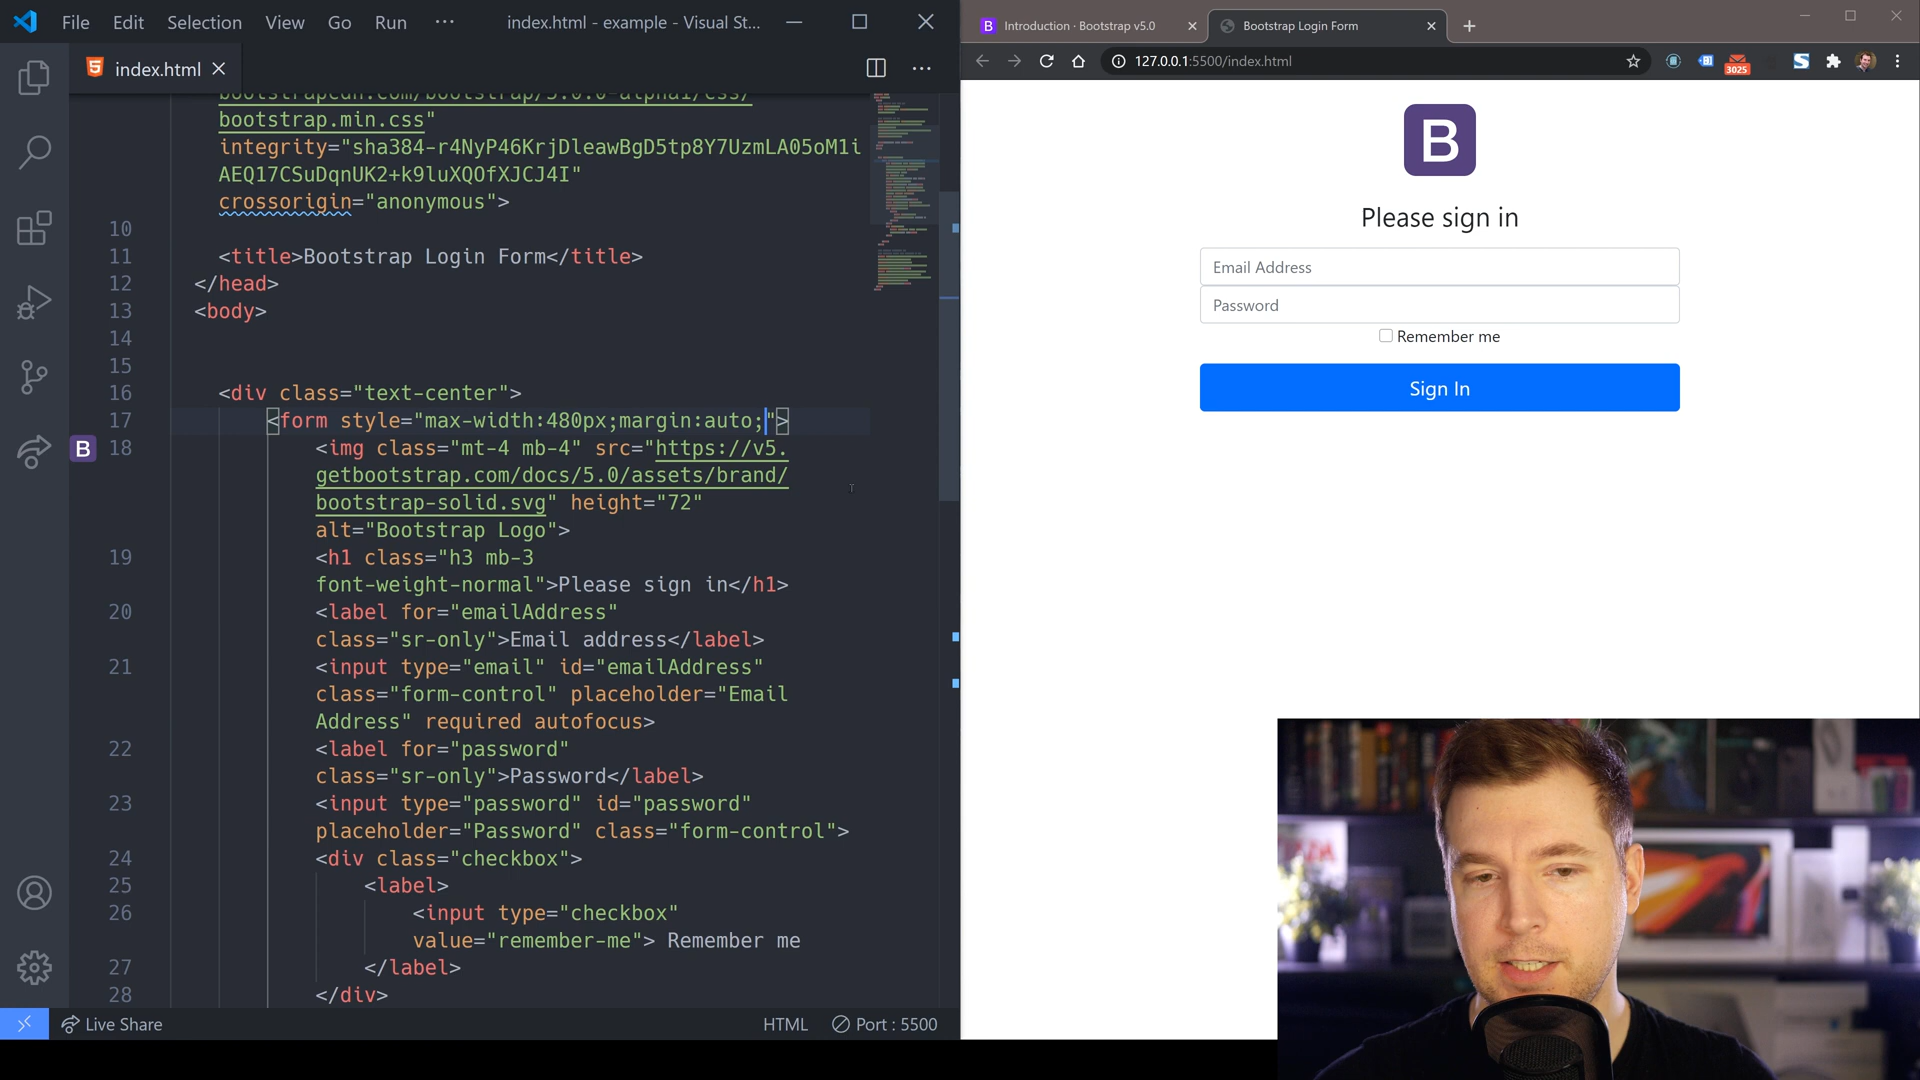 File Edit Selection View Go Run ··· index.html - example - Visual St...
index.html
bootstrapcdn.com/bootstrap/5.0.0-alpha1/css/
bootstrap.min.css"
integrity="sha384-r4NyP46KrjDleawBgD5tp8Y7UzmLA05oM1i
AEQ17CSuDqnUK2+k9luXQOfXJCJ4I"
crossorigin="anonymous">
10
11 <title>Bootstrap Login Form</title>
12 </head>
13 <body>
14
15
16 <div class="text-center">
17 <form style="max-width:480px;margin:auto;">
B 18 <img class="mt-4 mb-4" src="https://v5.
getbootstrap.com/docs/5.0/assets/brand/
bootstrap-solid.svg" height="72"
alt="Bootstrap Logo">
19 <h1 class="h3 mb-3
font-weight-normal">Please sign in</h1>
20 <label for="emailAddress"
class="sr-only">Email address</label>
21 <input type="email" id="emailAddress"
class="form-control" placeholder="Email
Address" required autofocus>
22 <label for="password"
class="sr-only">Password</label>
23 <input type="password" id="password"
placeholder="Password" class="form-control">
24 <div class="checkbox">
25 <label>
26 <input type="checkbox"
value="remember-me"> Remember me
27 </label>
28 </div>
Live Share HTML Port : 5500
B Introduction · Bootstrap v5.0 Bootstrap Login Form
127.0.0.1:5500/index.html
3025
B
Please sign in
Email Address
Password
Remember me
Sign In